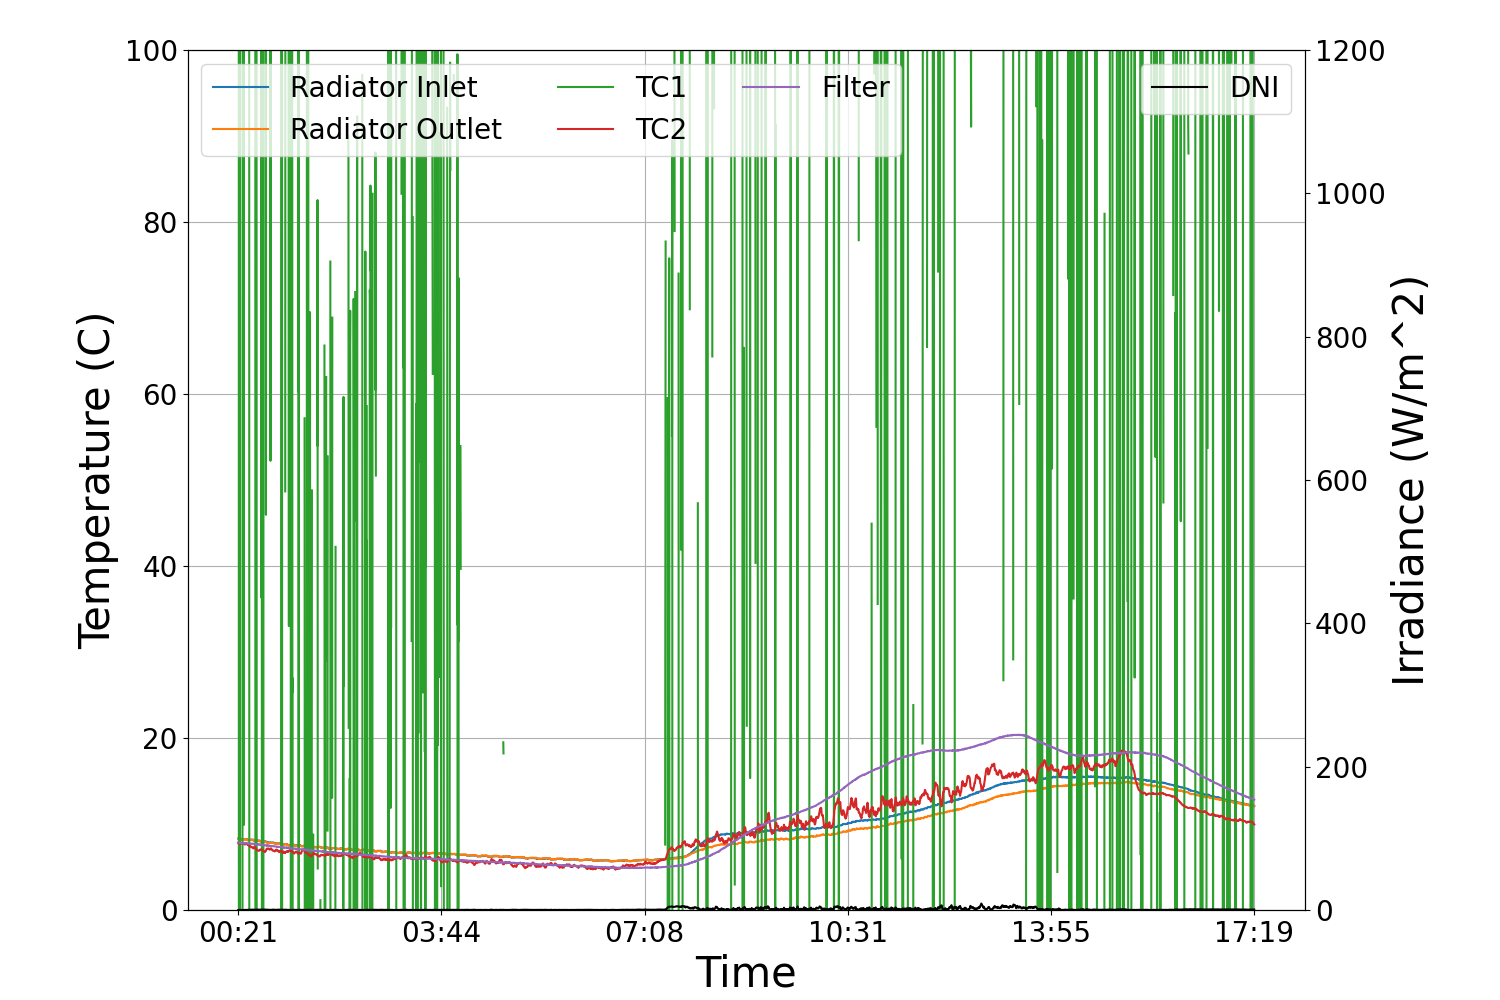 Radiator Inlet
Radiator Outlet
TC1
TC2
Filter
DNI
100
80
60
40
20
0
Temperature (C)
1200
1000
800
600
400
200
0
Irradiance (W/m^2)
00:21 03:44 07:08 10:31 13:55 17:19
Time